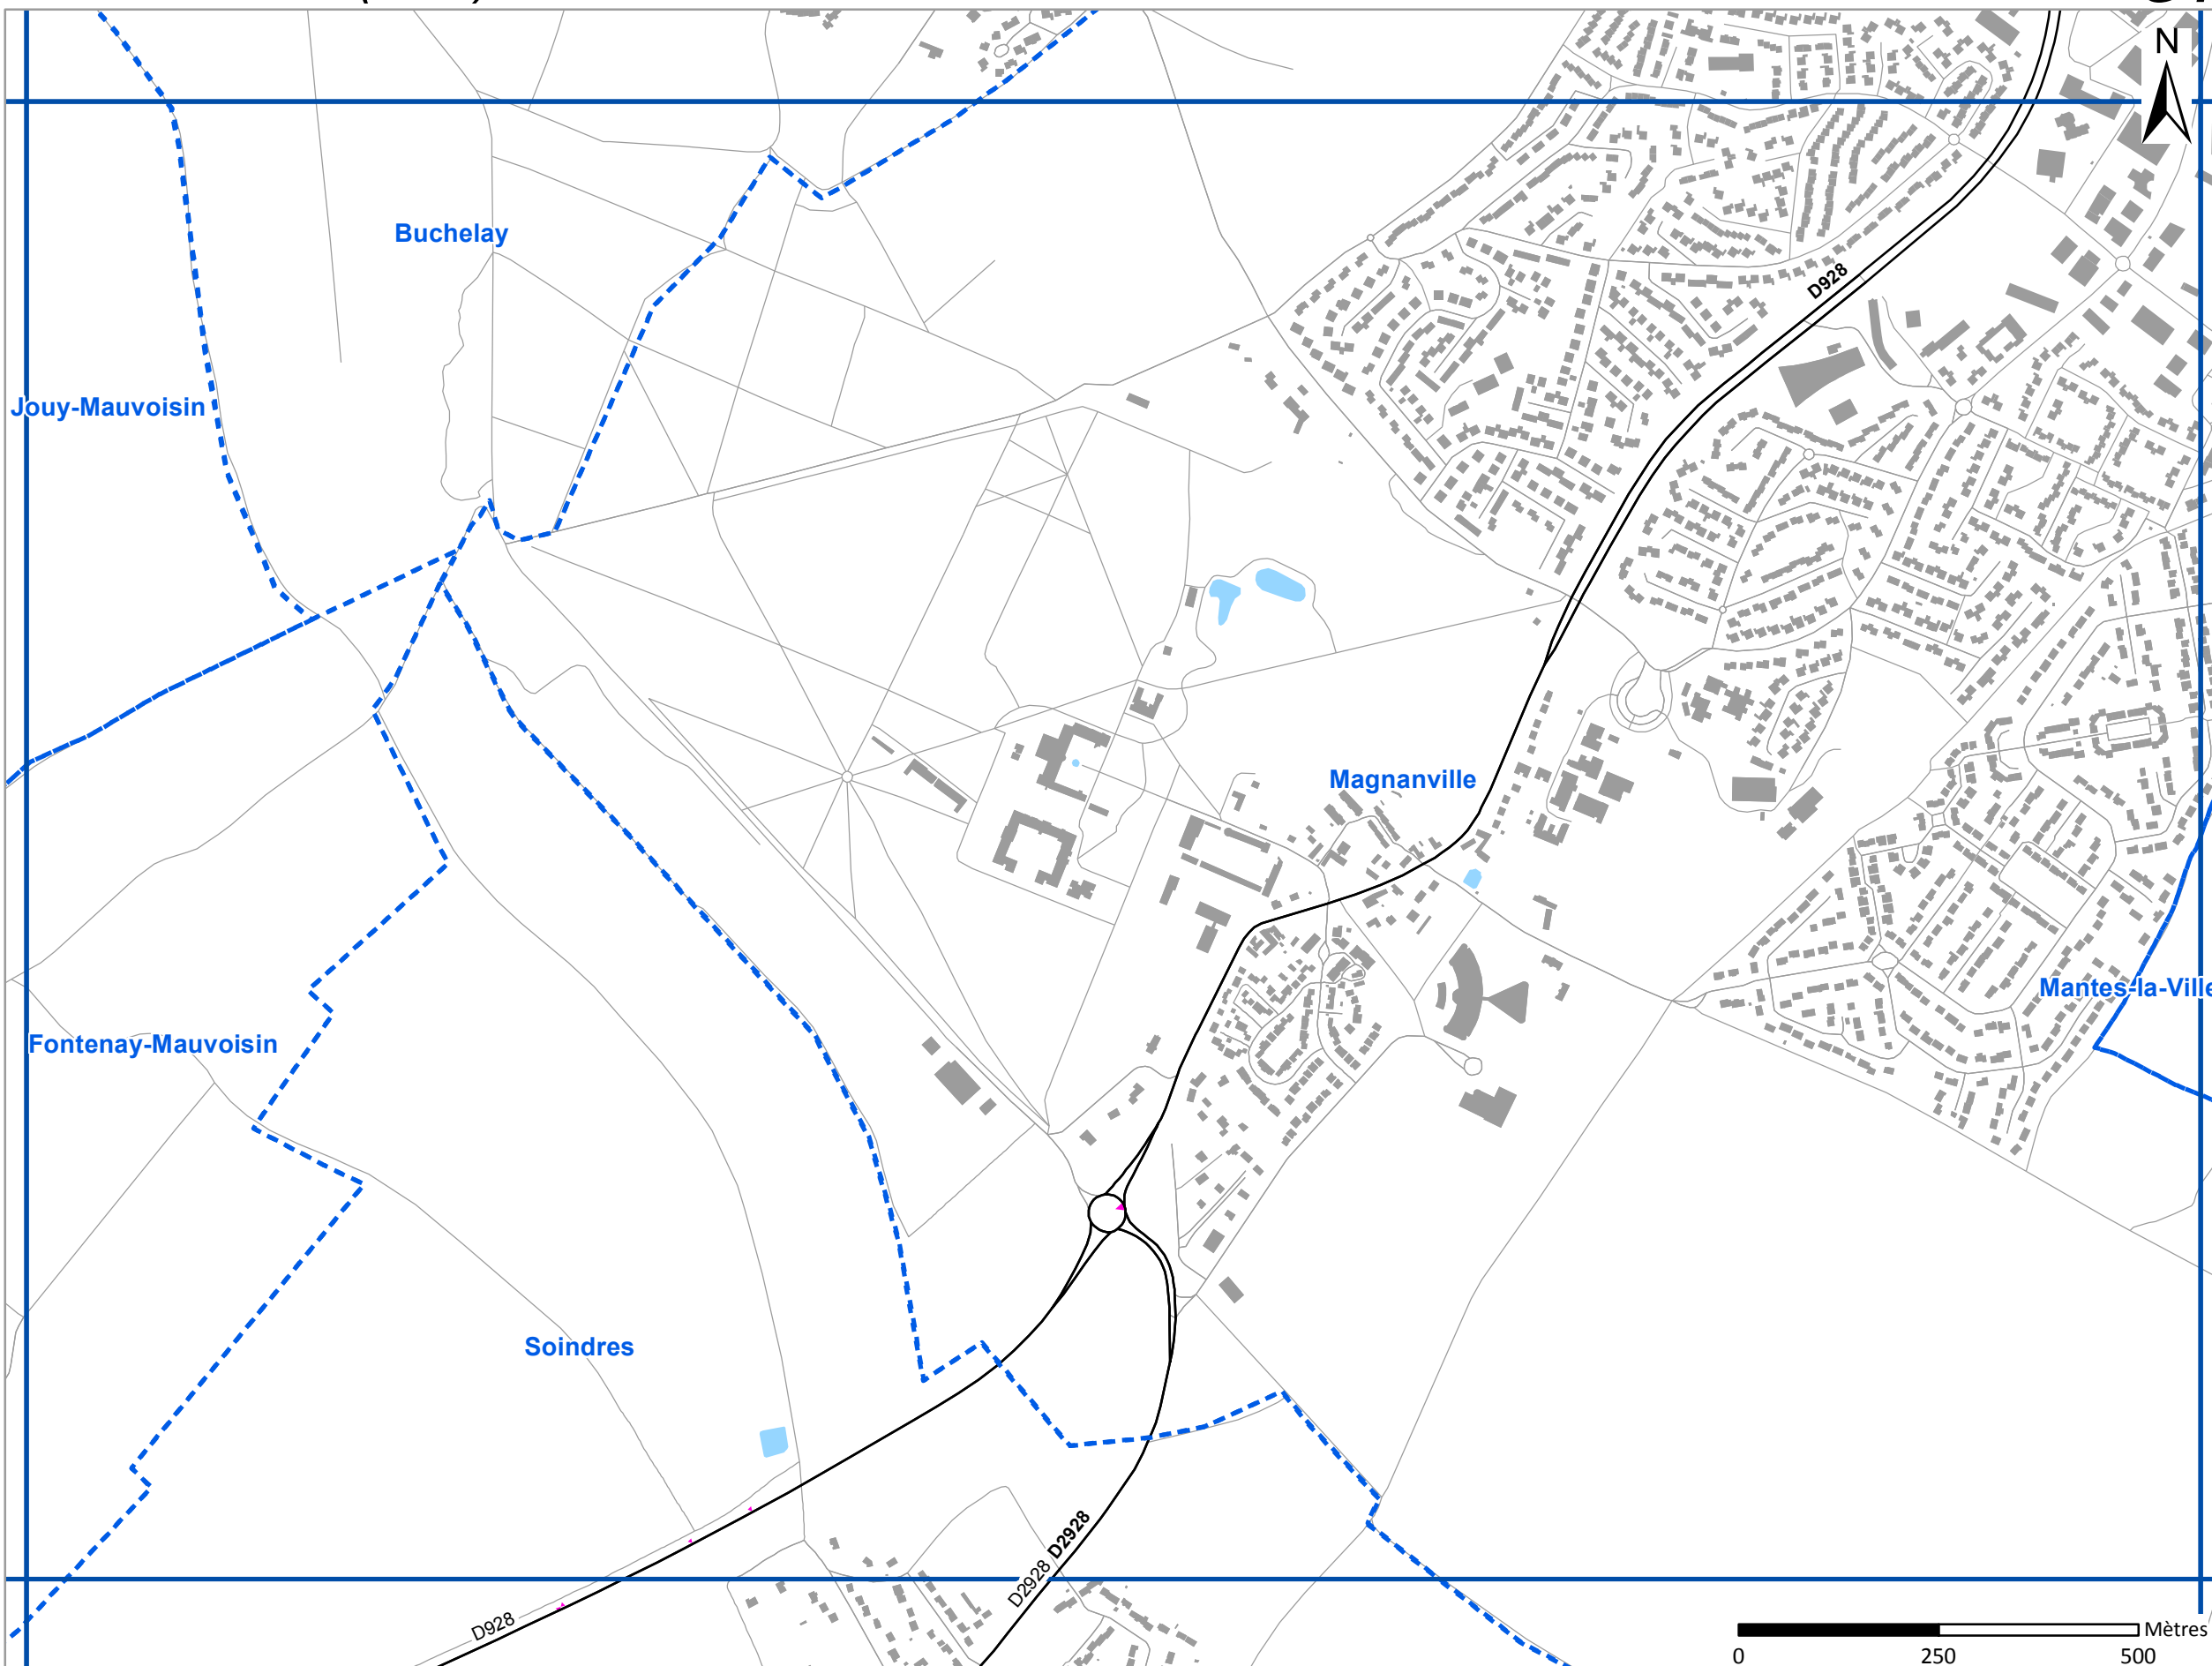 N
Buchelay
D928
Jouy-Mauvoisin
Magnanville
Mantes-la-Ville
Fontenay-Mauvoisin
Soindres
D2928
D2928
D928
Mètres
0 250 500